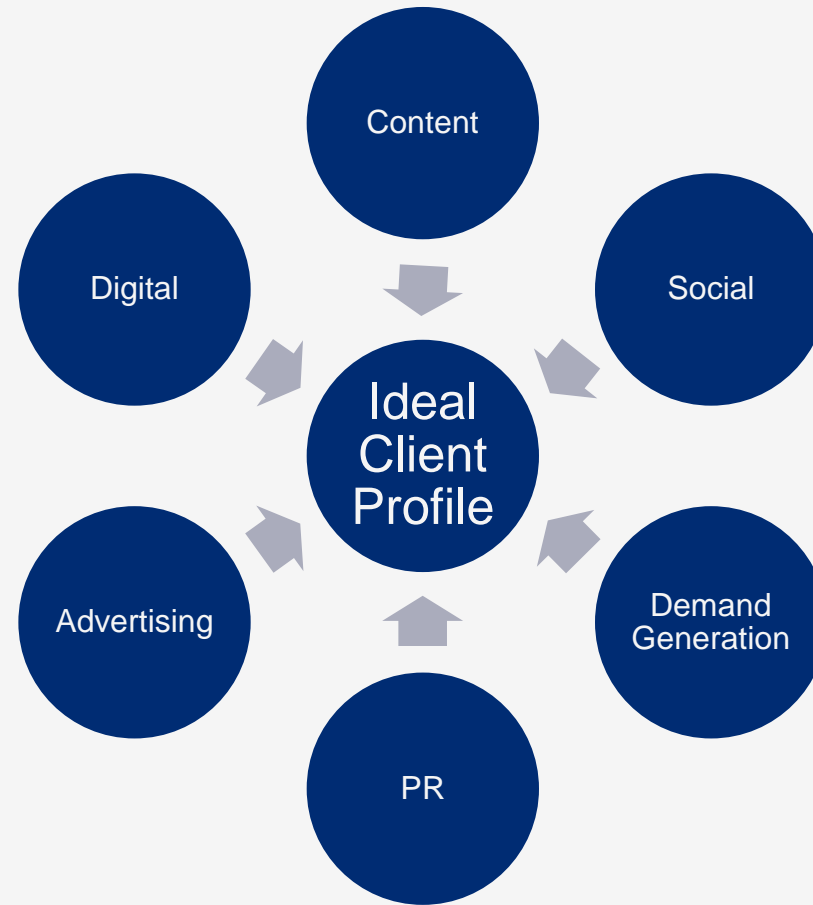 Content
Digital
Social
Ideal
Client
Profile
Advertising
Demand
Generation
PR